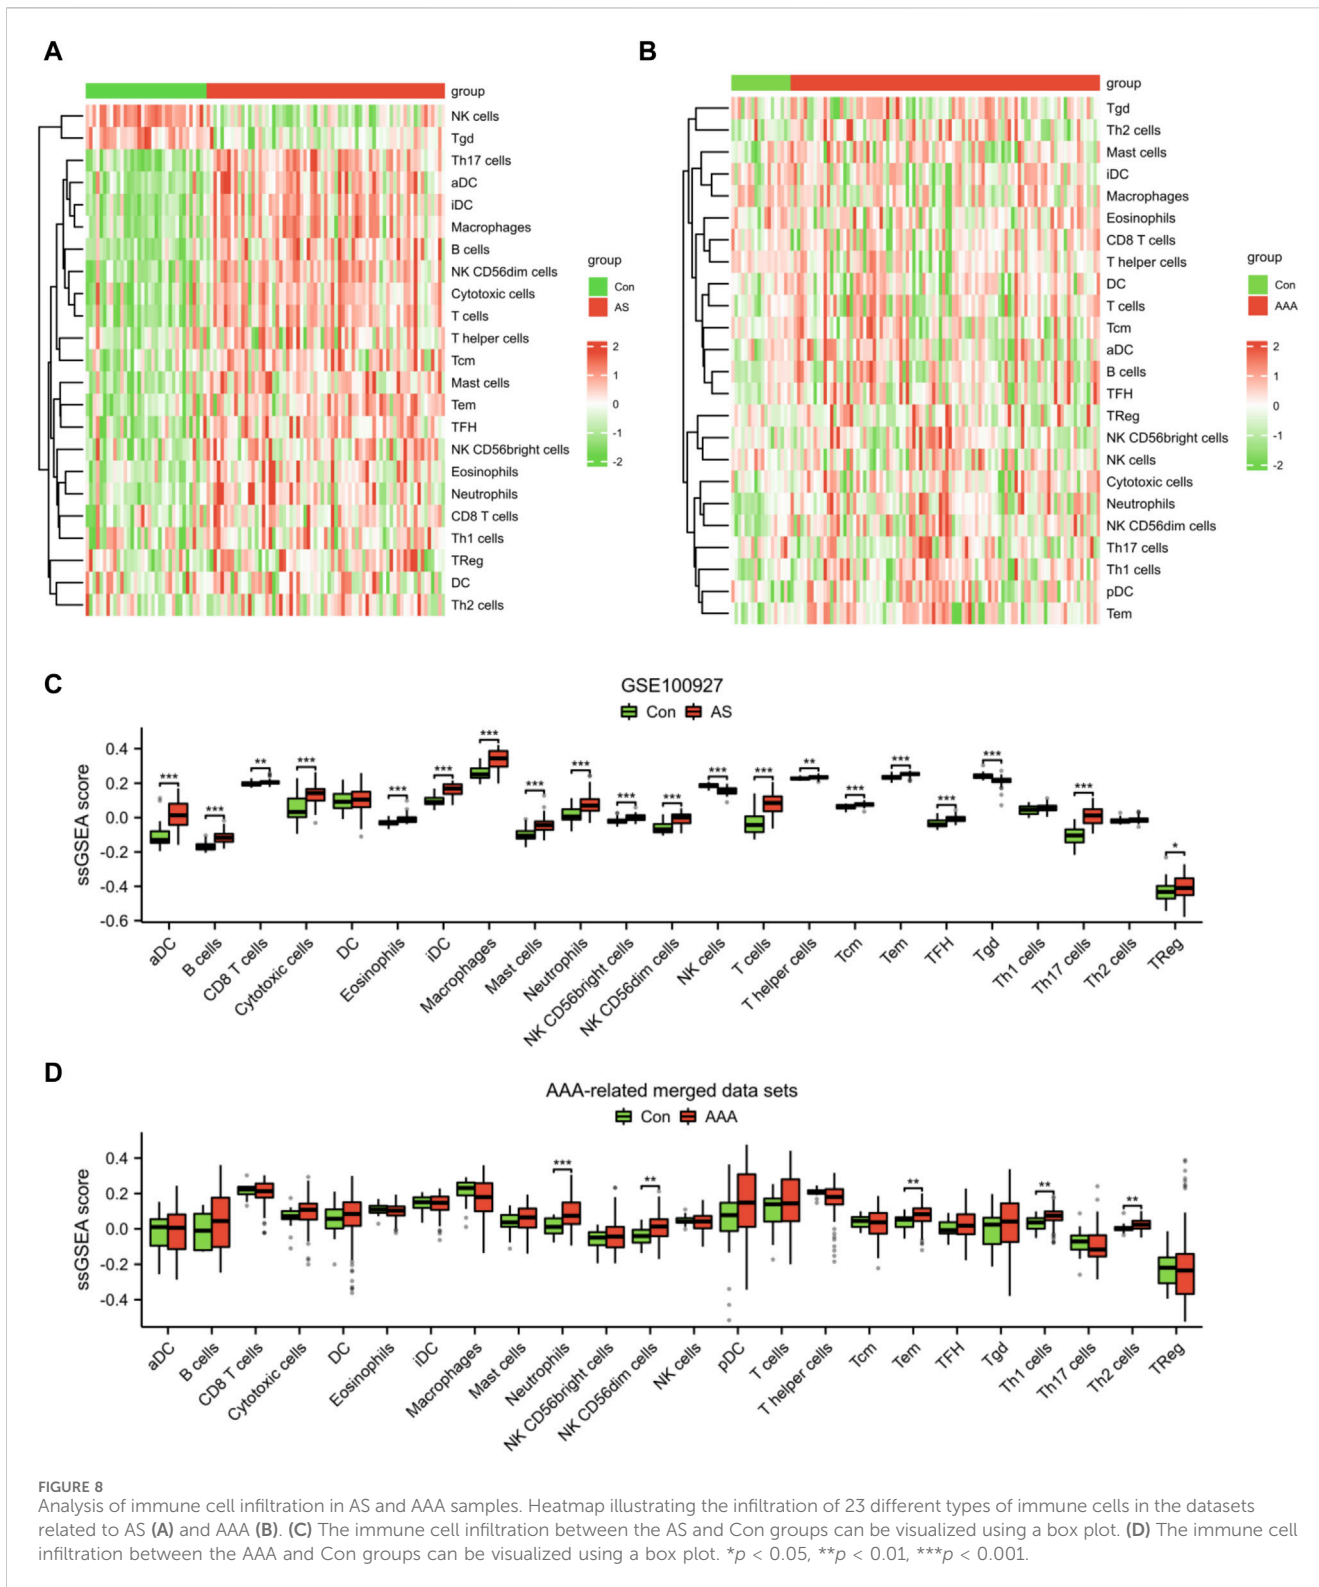 A
group
NK cells
Tgd
Th17 cells
aDC
iDC
Macrophages
B cells
NK CD56dim cells
Cytotoxic cells
T cells
T helper cells
Tcm
Mast cells
Tem
TFH
NK CD56bright cells
Eosinophils
Neutrophils
CD8 T cells
Th1 cells
TReg
DC
Th2 cells
group
Con
AS
2
1
0
-1
-2
B
group
Tgd
Th2 cells
Mast cells
iDC
Macrophages
Eosinophils
CD8 T cells
T helper cells
DC
T cells
Tcm
aDC
B cells
TFH
TReg
NK CD56bright cells
NK cells
Cytotoxic cells
Neutrophils
NK CD56dim cells
Th17 cells
Th1 cells
pDC
Tem
group
Con
AAA
2
1
0
-1
-2
C
GSE100927
Con AS
ssGSEA score
0.4
0.2
0.0
-0.2
-0.4
-0.6
*** *** ** *** *** *** *** *** *** *** *** *** *** ** *** *** *** *** *** *
aDC
B cells
CD8 T cells
Cytotoxic cells
DC
Eosinophils
iDC
Macrophages
Mast cells
Neutrophils
NK CD56bright cells
NK CD56dim cells
NK cells
T cells
T helper cells
Tcm
Tem
TFH
Tgd
Th1 cells
Th17 cells
Th2 cells
TReg
D
AAA-related merged data sets
Con AAA
ssGSEA score
0.4
0.2
0.0
-0.2
-0.4
*** ** ** ** **
aDC
B cells
CD8 T cells
Cytotoxic cells
DC
Eosinophils
iDC
Macrophages
Mast cells
Neutrophils
NK CD56bright cells
NK CD56dim cells
NK cells
pDC
T cells
T helper cells
Tcm
Tem
TFH
Tgd
Th1 cells
Th17 cells
Th2 cells
TReg
FIGURE 8
Analysis of immune cell infiltration in AS and AAA samples. Heatmap illustrating the infiltration of 23 different types of immune cells in the datasets
related to AS (A) and AAA (B). (C) The immune cell infiltration between the AS and Con groups can be visualized using a box plot. (D) The immune cell
infiltration between the AAA and Con groups can be visualized using a box plot. *p < 0.05, **p < 0.01, ***p < 0.001.